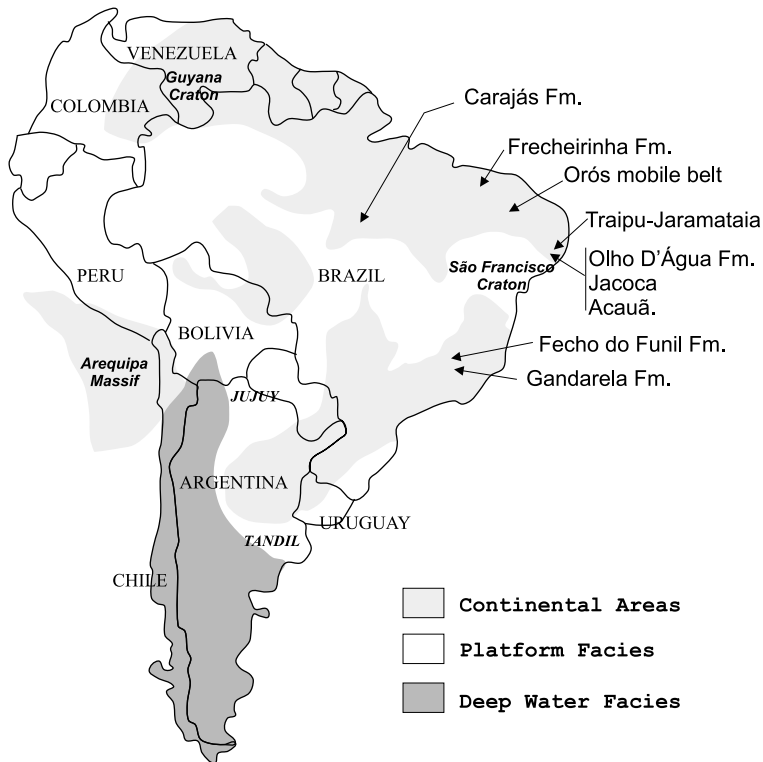 VENEZUELA
Guyana
Craton
COLOMBIA
Carajás Fm.
Frecheirinha Fm.
Orós mobile belt
Traipu-Jaramataia
Olho D'Água Fm.
Jacoca
Acauã.
PERU
BRAZIL
São Francisco
Craton
BOLIVIA
Fecho do Funil Fm.
Gandarela Fm.
Arequipa
Massif
JUJUY
ARGENTINA
URUGUAY
TANDIL
CHILE
Continental Areas
Platform Facies
Deep Water Facies